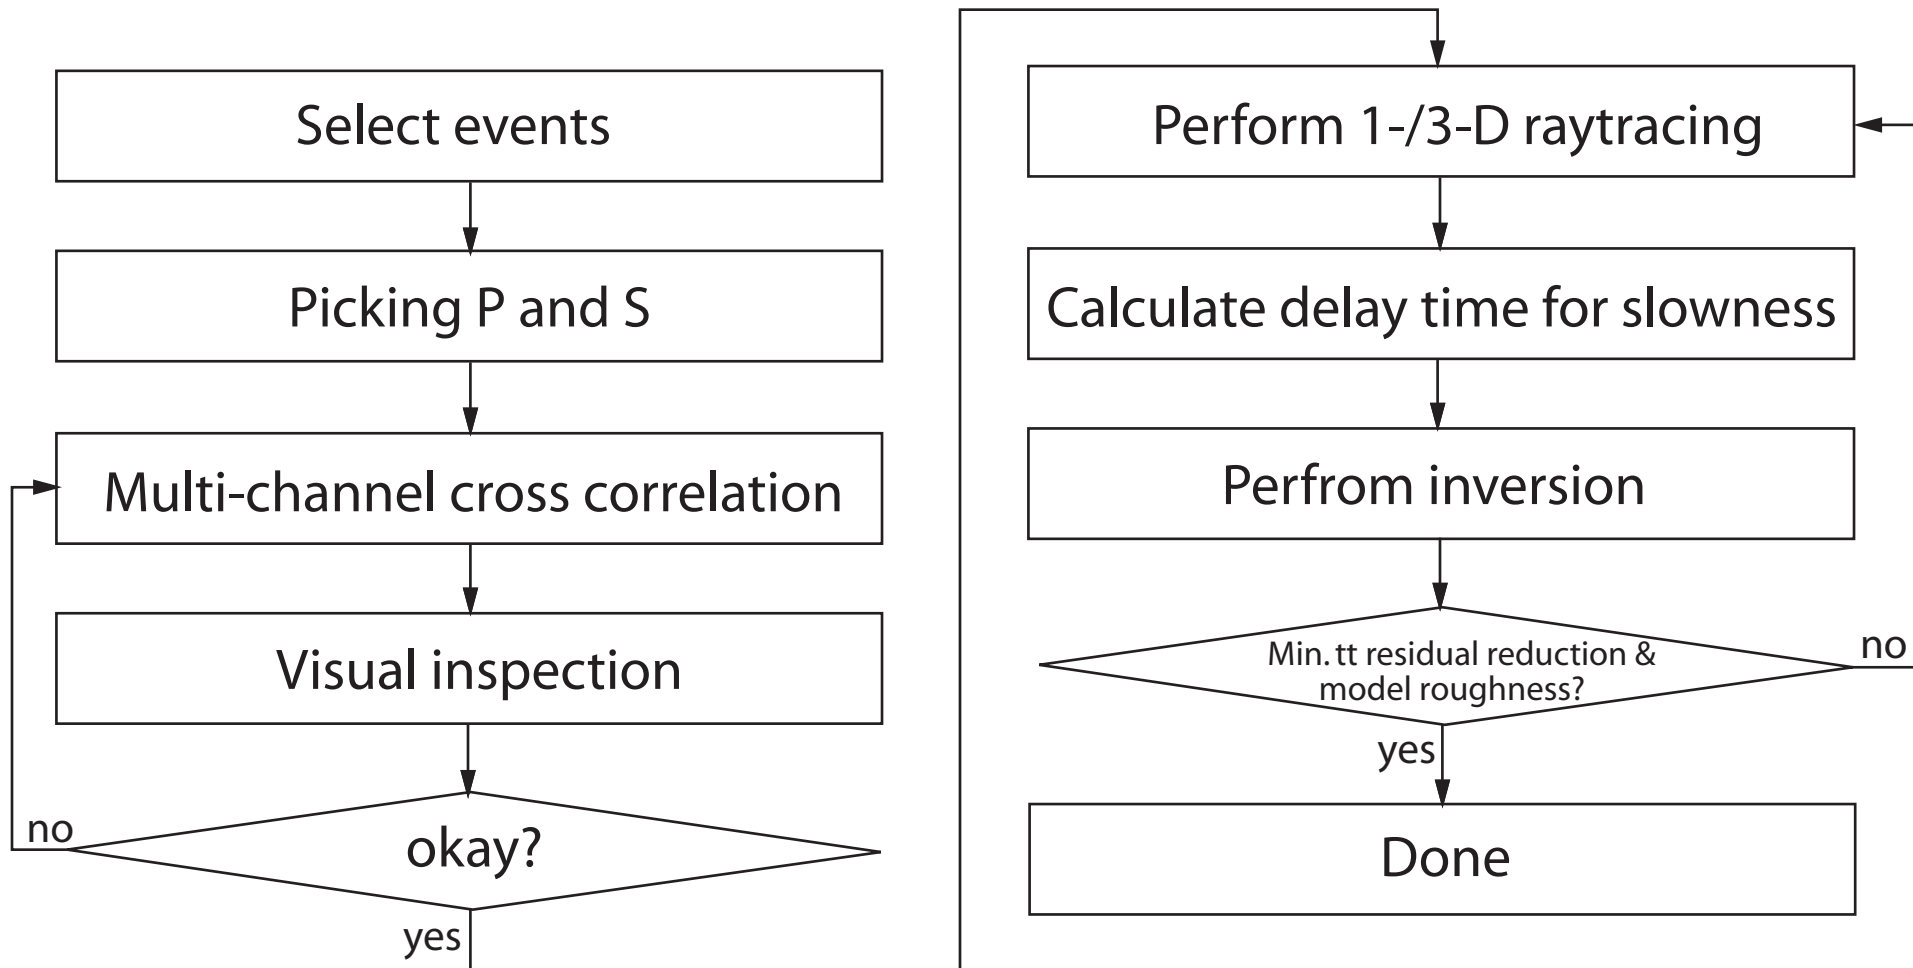 Select events
Picking P and S
Multi-channel cross correlation
Visual inspection
okay?
no
yes
Perform 1-/3-D raytracing
Calculate delay time for slowness
Perfrom inversion
Min. tt residual reduction &
model roughness?
no
yes
Done